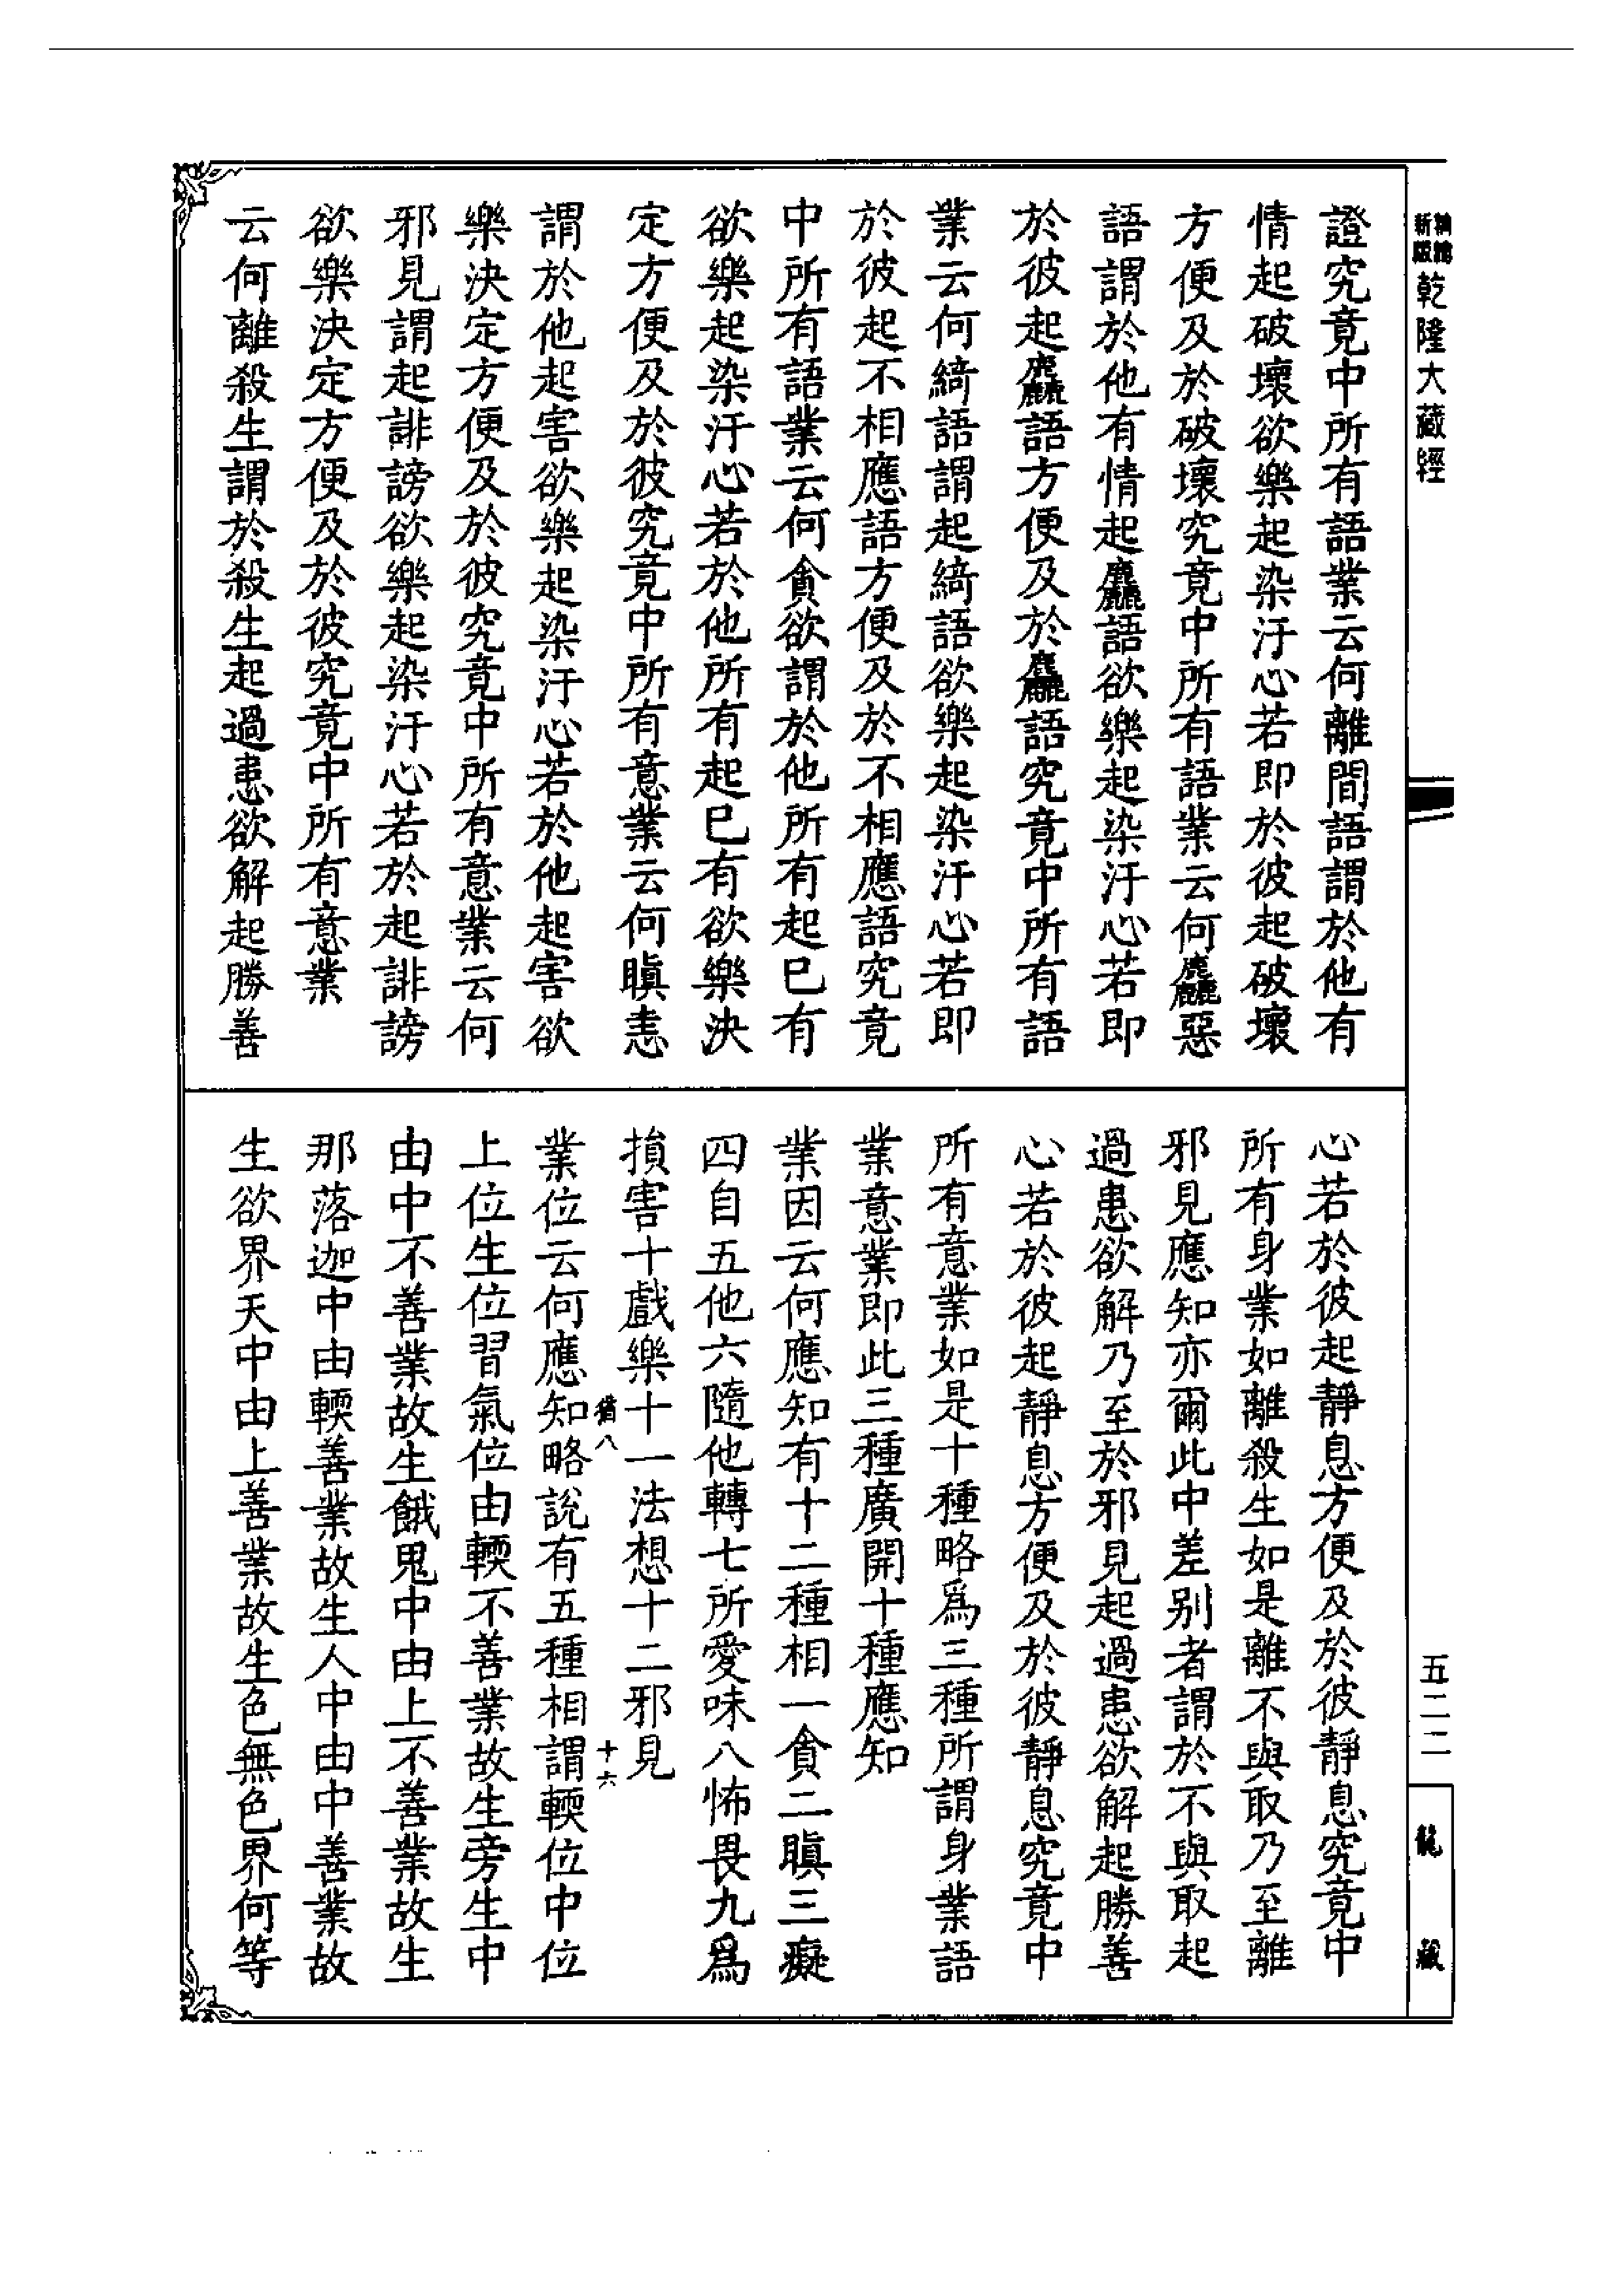 新編縮版乾隆大藏經
證究竟中所有語業云何離間語謂於他有
情起破壞欲樂起染汙心若即於彼起破壞
方便及於破壞究竟中所有語業云何麤惡
語謂於他有情起麤語欲樂起染汙心若即
於彼起麤語方便及於麤語究竟中所有語
業云何綺語謂起綺語欲樂起染汙心若即
於彼起不相應語方便及於不相應語究竟
中所有語業云何貪欲謂於他所有起巳有
欲樂起染汙心若於他所有起巳有欲樂決
定方便及於彼究竟中所有意業云何瞋恚
謂於他起害欲樂起染汙心若於他起害欲
樂決定方便及於彼究竟中所有意業云何
邪見謂起誹謗欲樂起染汙心若於起誹謗
欲樂決定方便及於彼究竟中所有意業
云何離殺生謂於殺生起過患欲解起勝善
心若於彼起靜息方便及於彼靜息究竟中
所有身業如離殺生如是離不與取乃至離
邪見應知亦爾此中差別者謂於不與取起
過患欲解乃至於邪見起過患欲解起勝善
心若於彼起靜息方便及於彼靜息究竟中
所有意業如是十種略爲三種所謂身業語
業意業即此三種廣開十種應知
業因云何應知有十二種相一貪二瞋三癡
四自五他六隨他轉七所愛味八怖畏九爲
損害十戲樂十一法想十二邪見
業位云何應知略說有五種相謂輭位中位
上位生位習氣位由輭不善業故生旁生中
由中不善業故生餓鬼中由上不善業故生
那落迦中由輭善業故生人中由中善業故
生欲界天中由上善業故生色無色界何等
八
十六
五二二
龍藏